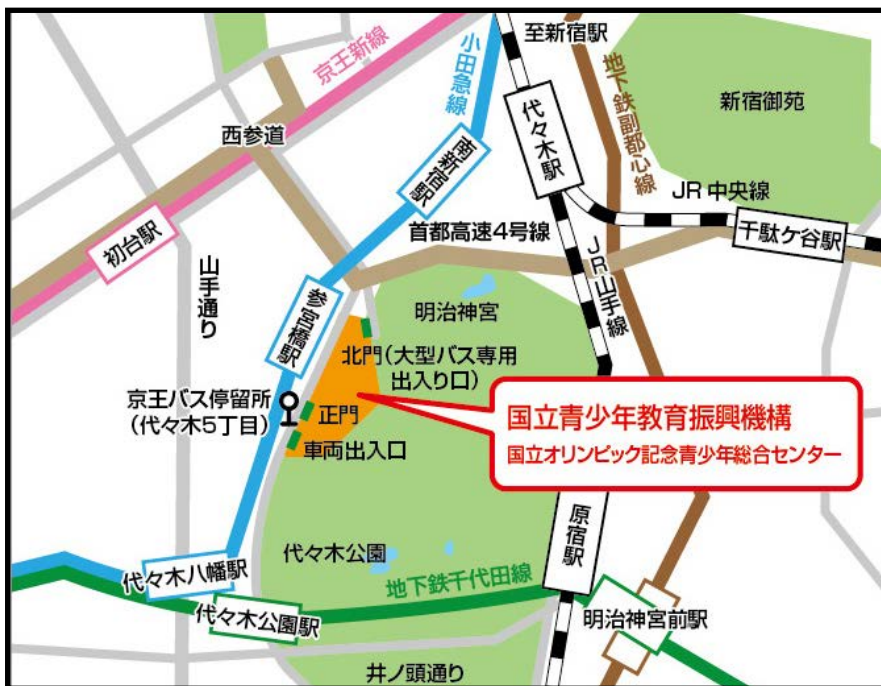 至新宿駅
京王新線
小田急線
地下鉄副都心線
新宿御苑
西参道
南新宿駅
代々木駅
JR中央線
千駄ケ谷駅
初台駅
山手通り
首都高速4号線
JR山手線
参宮橋駅
明治神宮
北門(大型バス専用
出入り口)
京王バス停留所
(代々木5丁目)
正門
車両出入口
国立青少年教育振興機構
国立オリンピック記念青少年総合センター
原宿駅
代々木公園
代々木八幡駅
地下鉄千代田線
代々木公園駅
明治神宮前駅
井ノ頭通り